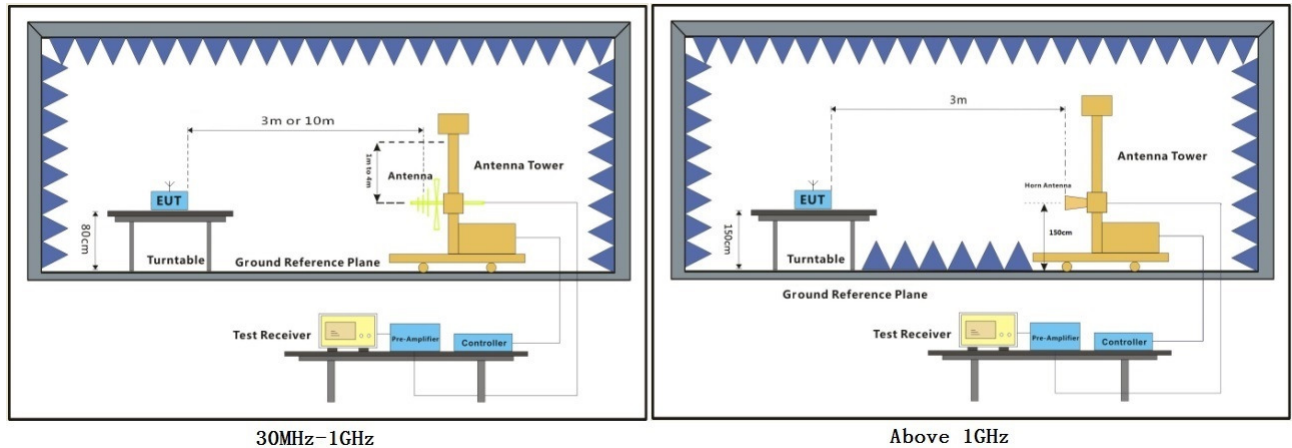 3m or 10m
1m to 4m
Antenna
Antenna Tower
EUT
80cm
Turntable
Ground Reference Plane
Test Receiver
Pre-Amplifier
Controller
30MHz-1GHz
3m
Antenna Tower
Horn Antenna
EUT
150cm
150cm
Turntable
Ground Reference Plane
Test Receiver
Pre-Amplifier
Controller
Above 1GHz